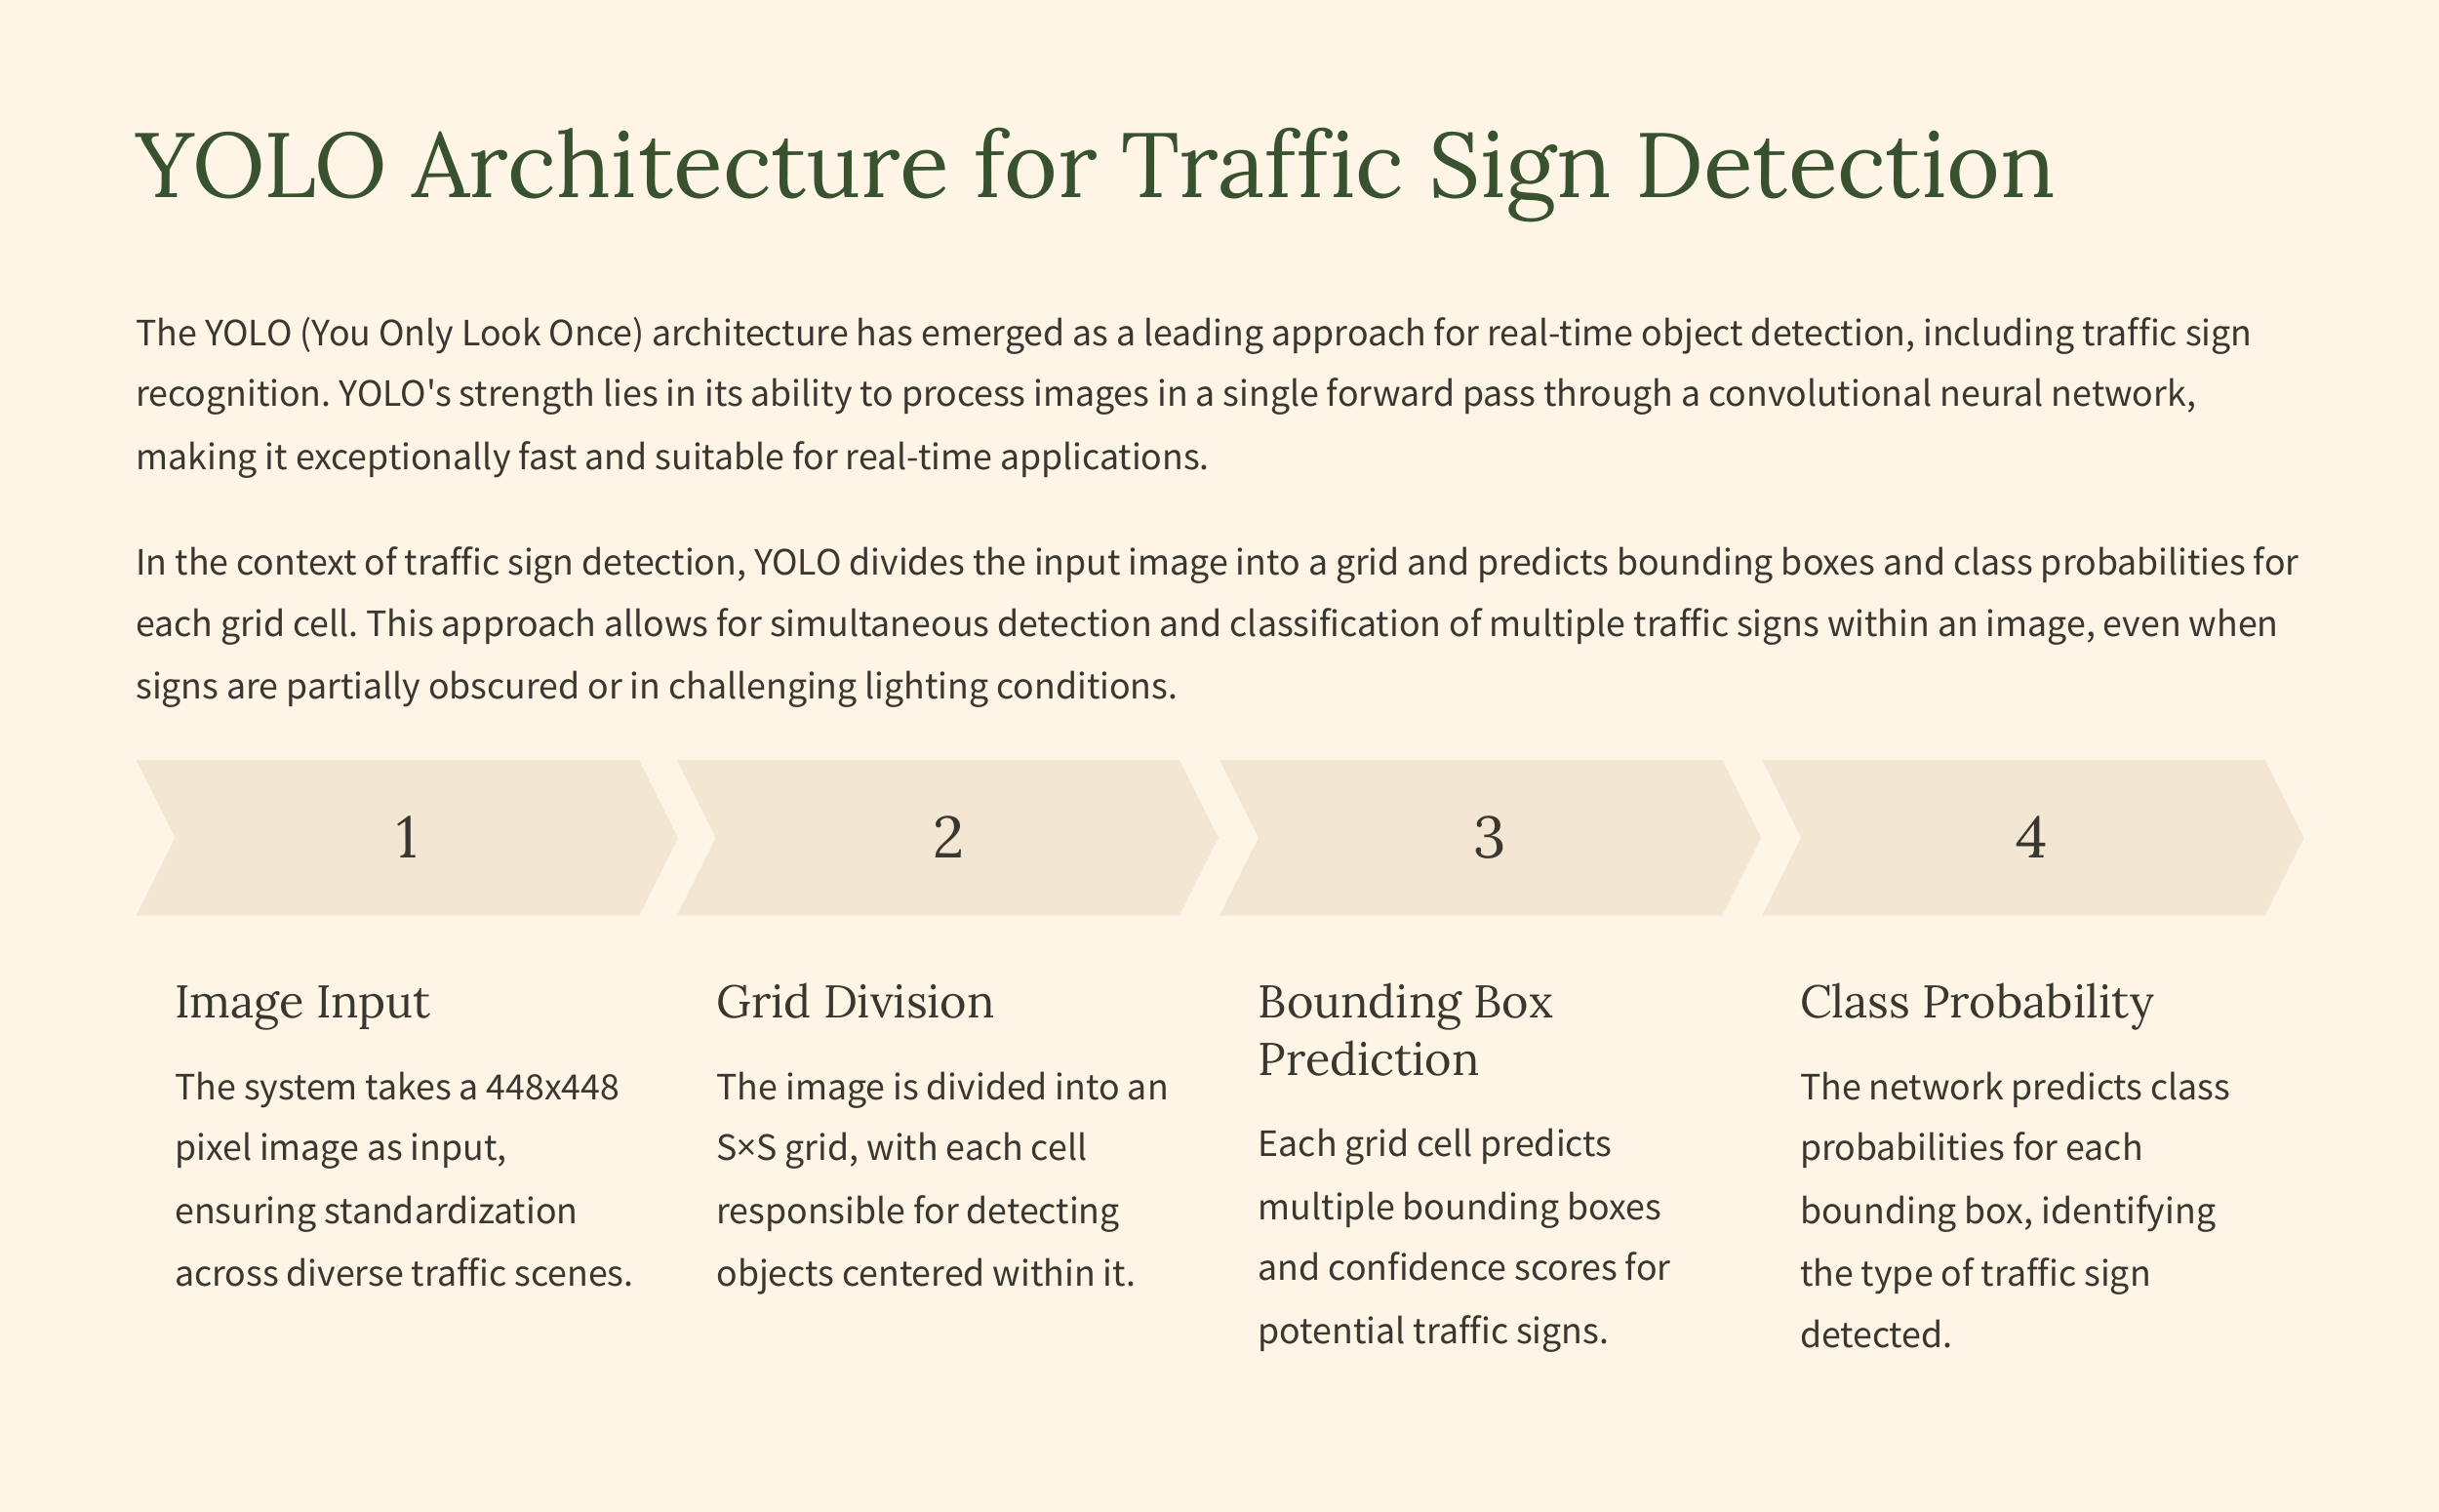 YOLO Architecture for Traffic Sign Detection
The YOLO (You Only Look Once) architecture has emerged as a leading approach for real-time object detection, including traffic sign
recognition. YOLO's strength lies in its ability to process images in a single forward pass through a convolutional neural network,
making it exceptionally fast and suitable for real-time applications.
In the context of traffic sign detection, YOLO divides the input image into a grid and predicts bounding boxes and class probabilities for
each grid cell. This approach allows for simultaneous detection and classification of multiple traffic signs within an image, even when
signs are partially obscured or in challenging lighting conditions.
1
Image Input
The system takes a 448x448
pixel image as input,
ensuring standardization
across diverse traffic scenes.
2
Grid Division
The image is divided into an
S×S grid, with each cell
responsible for detecting
objects centered within it.
3
Bounding Box
Prediction
Each grid cell predicts
multiple bounding boxes
and confidence scores for
potential traffic signs.
4
Class Probability
The network predicts class
probabilities for each
bounding box, identifying
the type of traffic sign
detected.